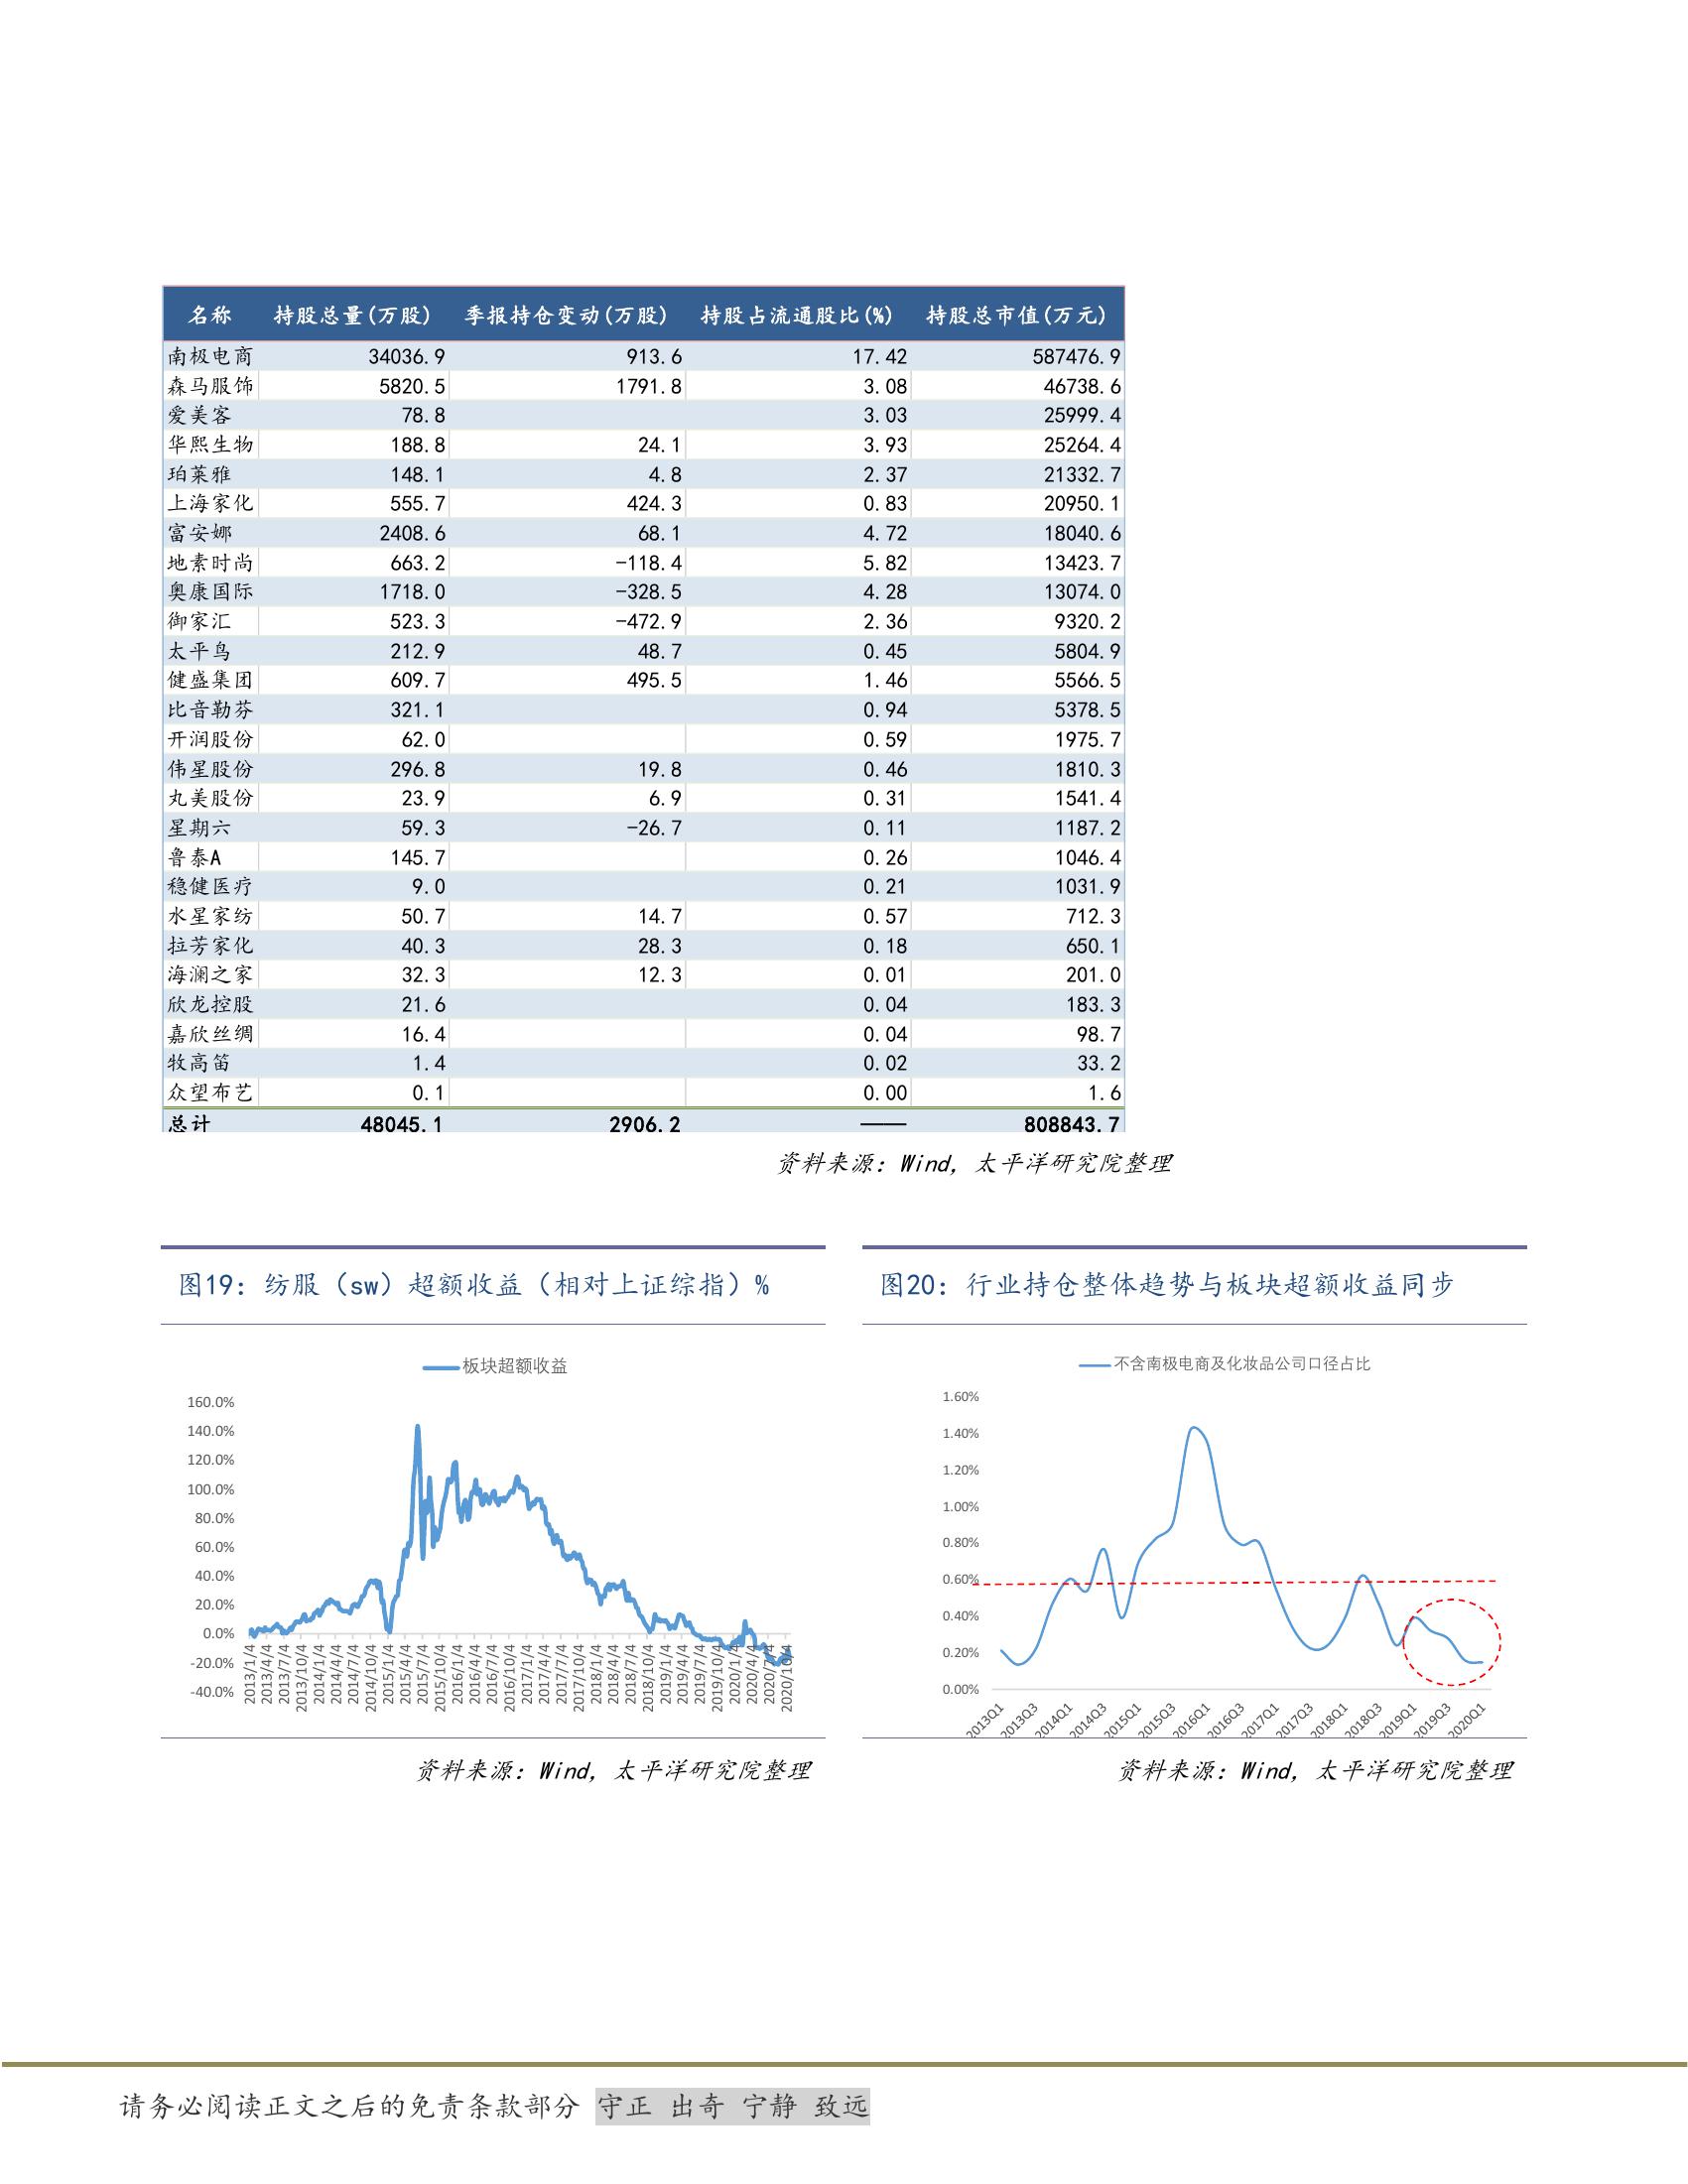 名称 持股总量(万股) 季报持仓变动(万股) 持股占流通股比(%) 持股总市值(万元)
南极电商 34036.9 913.6 17.42 587476.9
森马服饰 5820.5 1791.8 3.08 46738.6
爱美客 78.8 3.03 25999.4
华熙生物 188.8 24.1 3.93 25264.4
珀莱雅 148.1 4.8 2.37 21332.7
上海家化 555.7 424.3 0.83 20950.1
富安娜 2408.6 68.1 4.72 18040.6
地素时尚 663.2 -118.4 5.82 13423.7
奥康国际 1718.0 -328.5 4.28 13074.0
御家汇 523.3 -472.9 2.36 9320.2
太平鸟 212.9 48.7 0.45 5804.9
健盛集团 609.7 495.5 1.46 5566.5
比音勒芬 321.1 0.94 5378.5
开润股份 62.0 0.59 1975.7
伟星股份 296.8 19.8 0.46 1810.3
丸美股份 23.9 6.9 0.31 1541.4
星期六 59.3 -26.7 0.11 1187.2
鲁泰A 145.7 0.26 1046.4
稳健医疗 9.0 0.21 1031.9
水星家纺 50.7 14.7 0.57 712.3
拉芳家化 40.3 28.3 0.18 650.1
海澜之家 32.3 12.3 0.01 201.0
欣龙控股 21.6 0.04 183.3
嘉欣丝绸 16.4 0.04 98.7
牧高笛 1.4 0.02 33.2
众望布艺 0.1 0.00 1.6
总计 48045.1 2906.2 —— 808843.7
资料来源：Wind，太平洋研究院整理
图19：纺服（sw）超额收益（相对上证综指）%
板块超额收益
160.0%
140.0%
120.0%
100.0%
80.0%
60.0%
40.0%
20.0%
0.0%
-20.0%
-40.0%
2013/1/4 2013/4/4 2013/7/4 2013/10/4 2014/1/4 2014/4/4 2014/7/4 2014/10/4 2015/1/4 2015/4/4 2015/7/4 2015/10/4 2016/1/4 2016/4/4 2016/7/4 2016/10/4 2017/1/4 2017/4/4 2017/7/4 2017/10/4 2018/1/4 2018/4/4 2018/7/4 2018/10/4 2019/1/4 2019/4/4 2019/7/4 2019/10/4 2020/1/4 2020/4/4 2020/7/4 2020/10/4
资料来源：Wind，太平洋研究院整理
图20：行业持仓整体趋势与板块超额收益同步
不含南极电商及化妆品公司口径占比
1.60%
1.40%
1.20%
1.00%
0.80%
0.60%
0.40%
0.20%
0.00%
2013Q1 2013Q3 2014Q1 2014Q3 2015Q1 2015Q3 2016Q1 2016Q3 2017Q1 2017Q3 2018Q1 2018Q3 2019Q1 2019Q3 2020Q1
资料来源：Wind，太平洋研究院整理
请务必阅读正文之后的免责条款部分 守正 出奇 宁静 致远